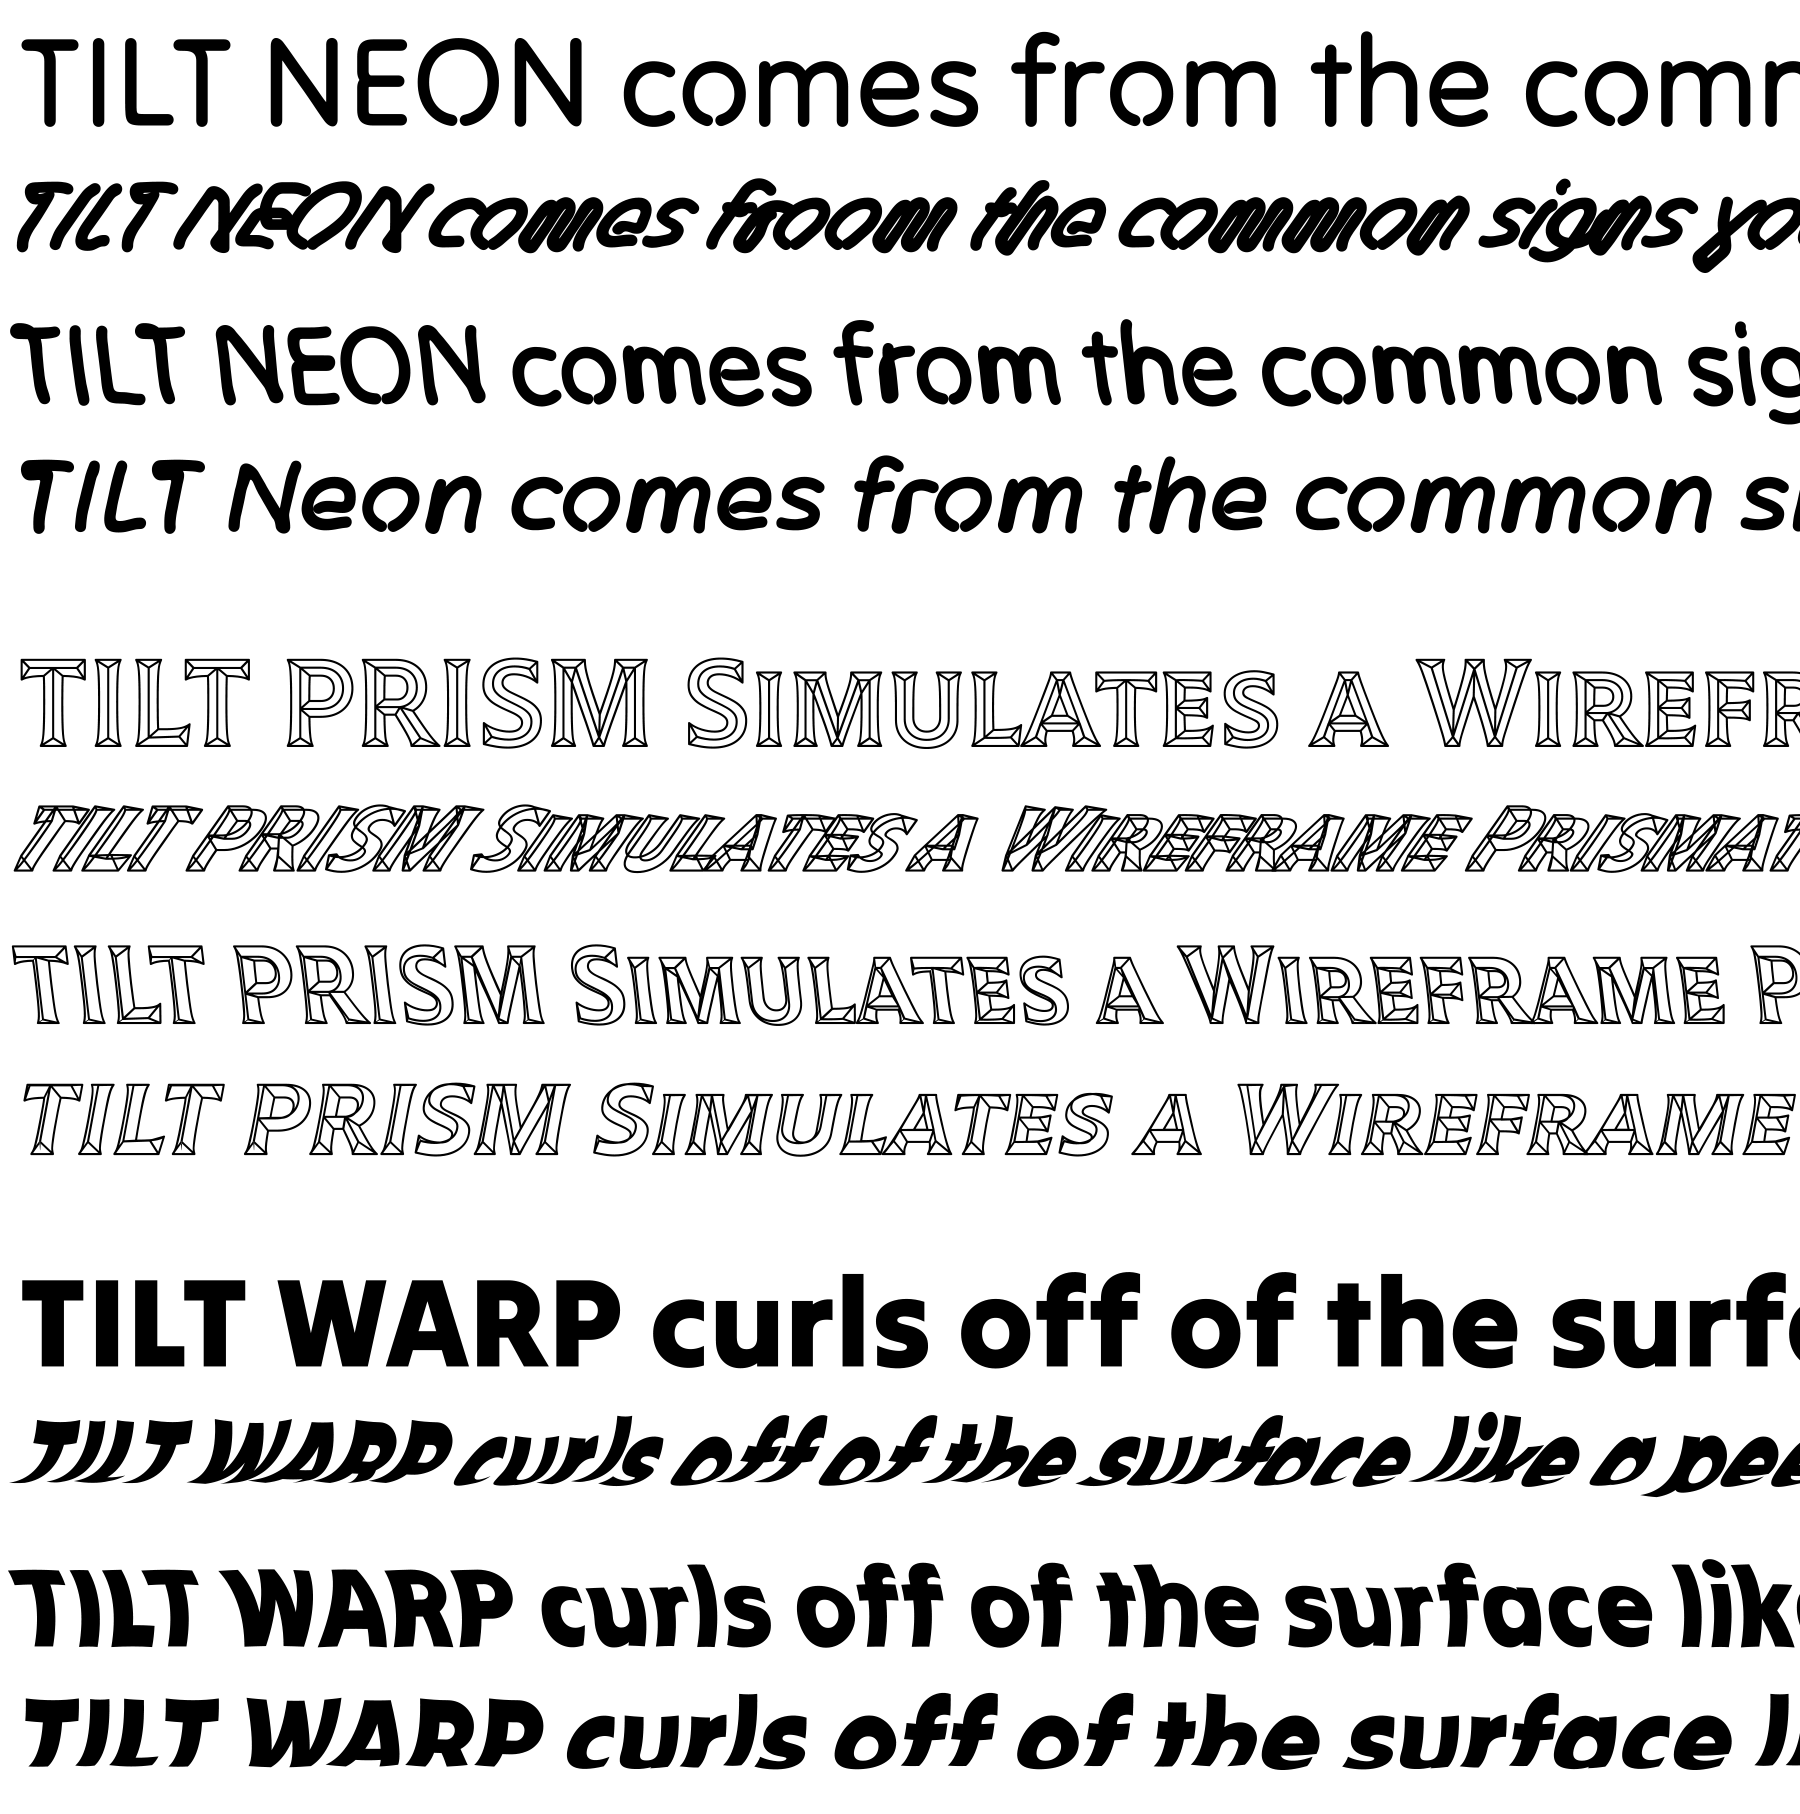 TILT NEON comes from the comm
TILT NEON comes froom the common signs you
TILT NEON comes from the common sig
TILT Neon comes from the common si
TILT PRISM SIMULATES A WIREFR
TILT PRISM SIMULATES A WIREFRAME PRISMAT
TILT PRISM SIMULATES A WIREFRAME P
TILT PRISM SIMULATES A WIREFRAME
TILT WARP curls off of the surfa
TILT WARP curls off of the surface like a pee
TILT WARP curls off of the surface like
TILT WARP curls off of the surface li